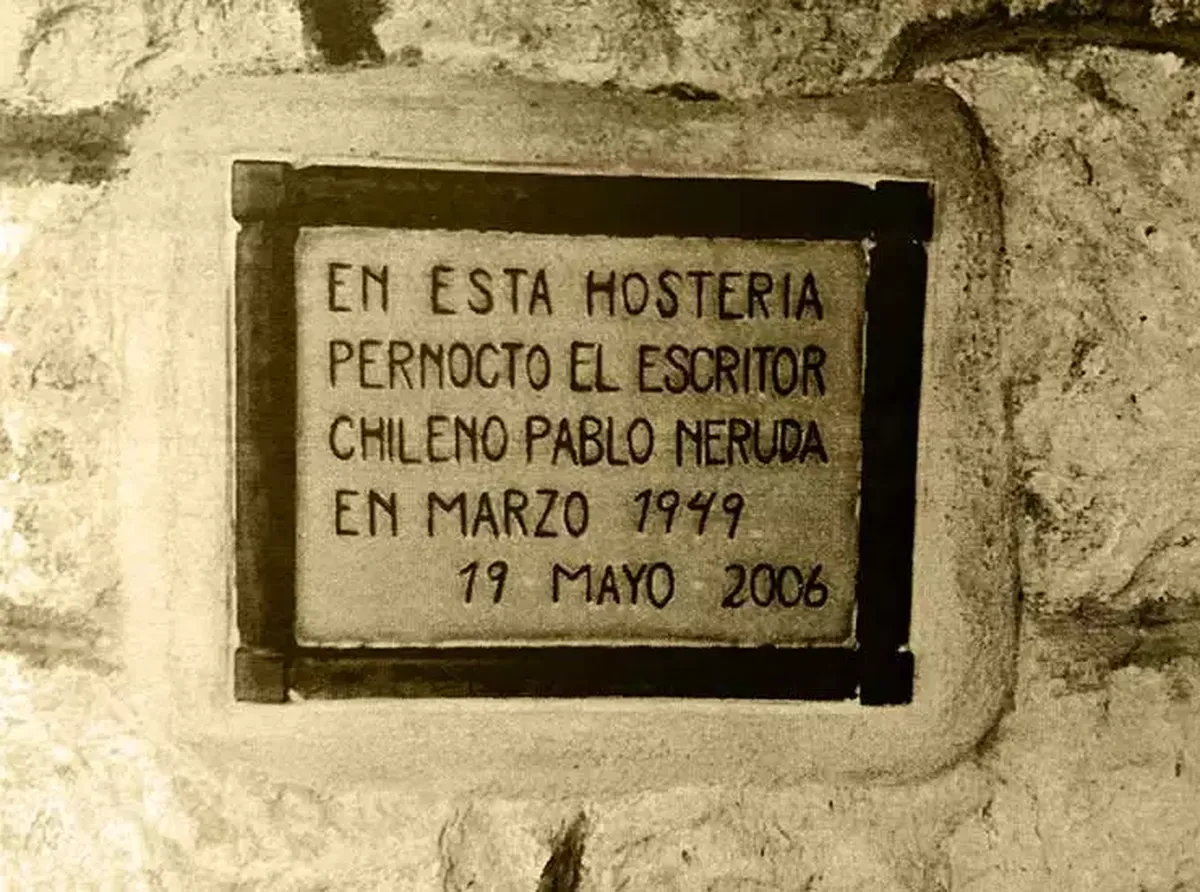 EN ESTA HOSTERIA
PERNOCTO EL ESCRITOR
CHILENO PABLO NERUDA
EN MARZO 1949
19 MAYO 2006